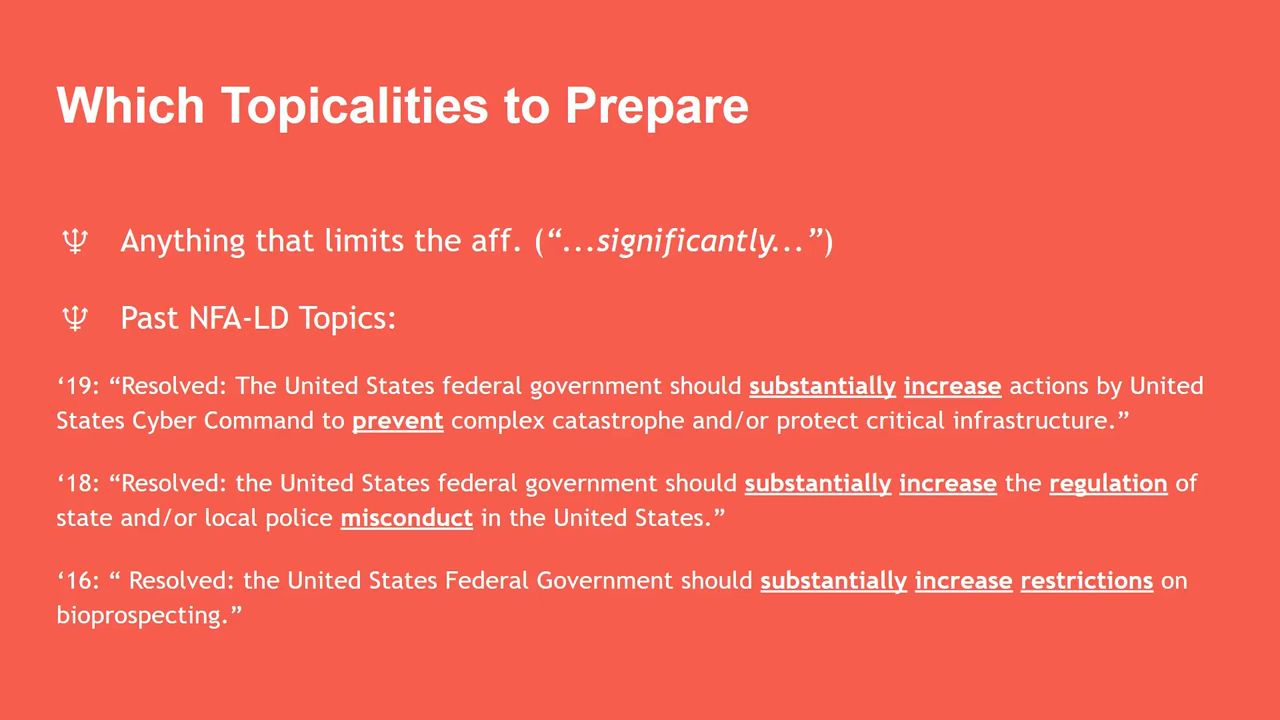 Which Topicalities to Prepare
♆ Anything that limits the aff. (“...significantly...”)
♆ Past NFA-LD Topics:
‘19: “Resolved: The United States federal government should substantially increase actions by United
States Cyber Command to prevent complex catastrophe and/or protect critical infrastructure.”
‘18: “Resolved: the United States federal government should substantially increase the regulation of
state and/or local police misconduct in the United States.”
‘16: “ Resolved: the United States Federal Government should substantially increase restrictions on
bioprospecting.”